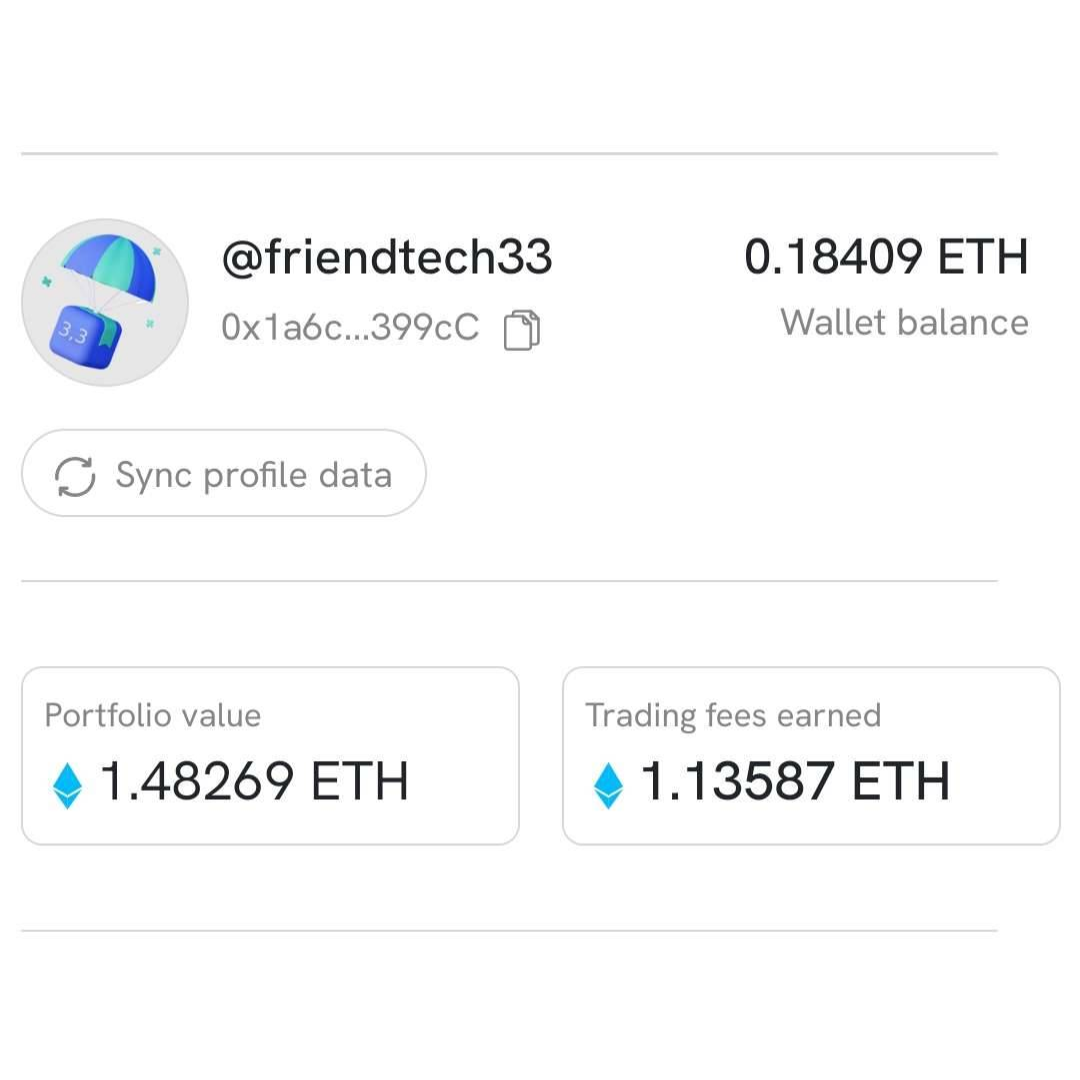 @friendtech33
0.18409 ETH
0x1a6c...399cC
Wallet balance
3,3
Sync profile data
Portfolio value
1.48269 ETH
Trading fees earned
1.13587 ETH